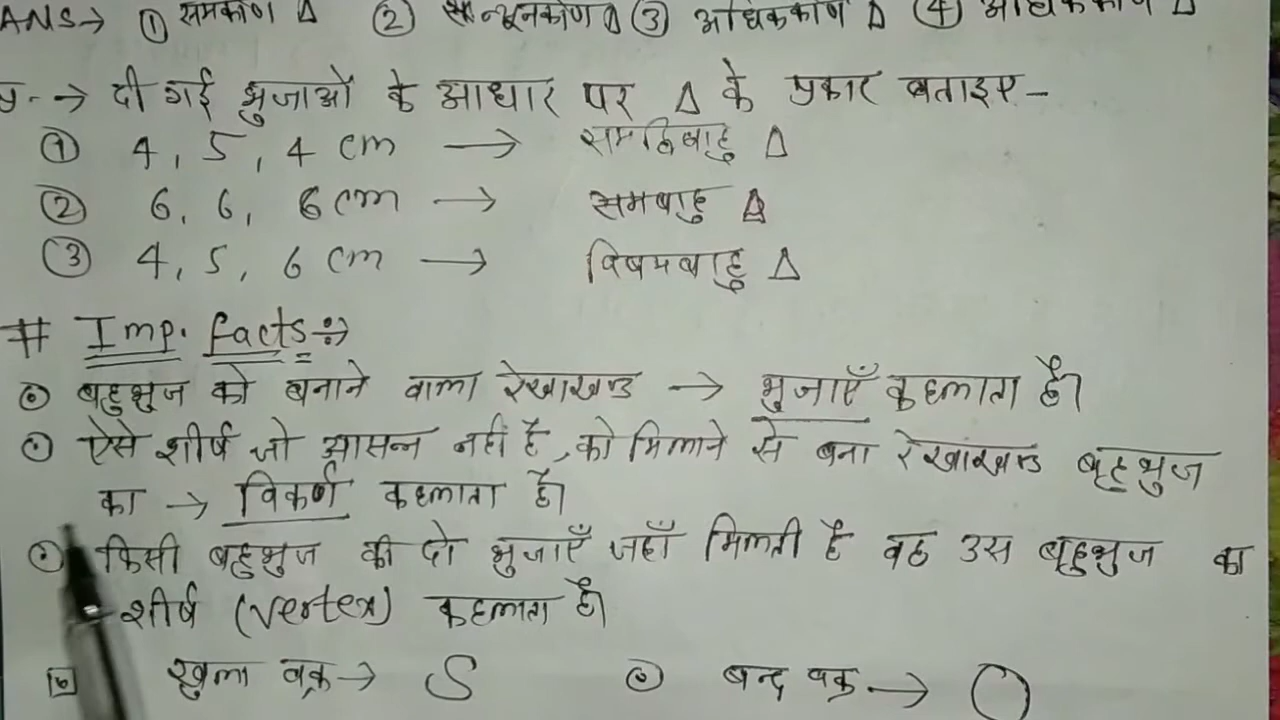 ANS→ ① समकोण Δ ② न्यूनकोण Δ ③ अधिककोण Δ ④ अधिककोण Δ
प्र.→ दी गई भुजाओं के आधार पर Δ के प्रकार बताइए–
① 4, 5, 4 cm → समद्विबाहु Δ
② 6, 6, 6 cm → समबाहु Δ
③ 4, 5, 6 cm → विषमबाहु Δ
# Imp. facts:→
बहुभुज को बनाने वाला रेखाखण्ड → भुजाएँ कहलाता है।
ऐसे शीर्ष जो आसन्न नहीं है, को मिलाने से बना रेखाखण्ड बहुभुज
का → विकर्ण कहलाता है।
किसी बहुभुज की दो भुजाएँ जहाँ मिलती है वह उस बहुभुज का
शीर्ष (vertex) कहलाता है।
खुला वक्र → S बन्द वक्र → O